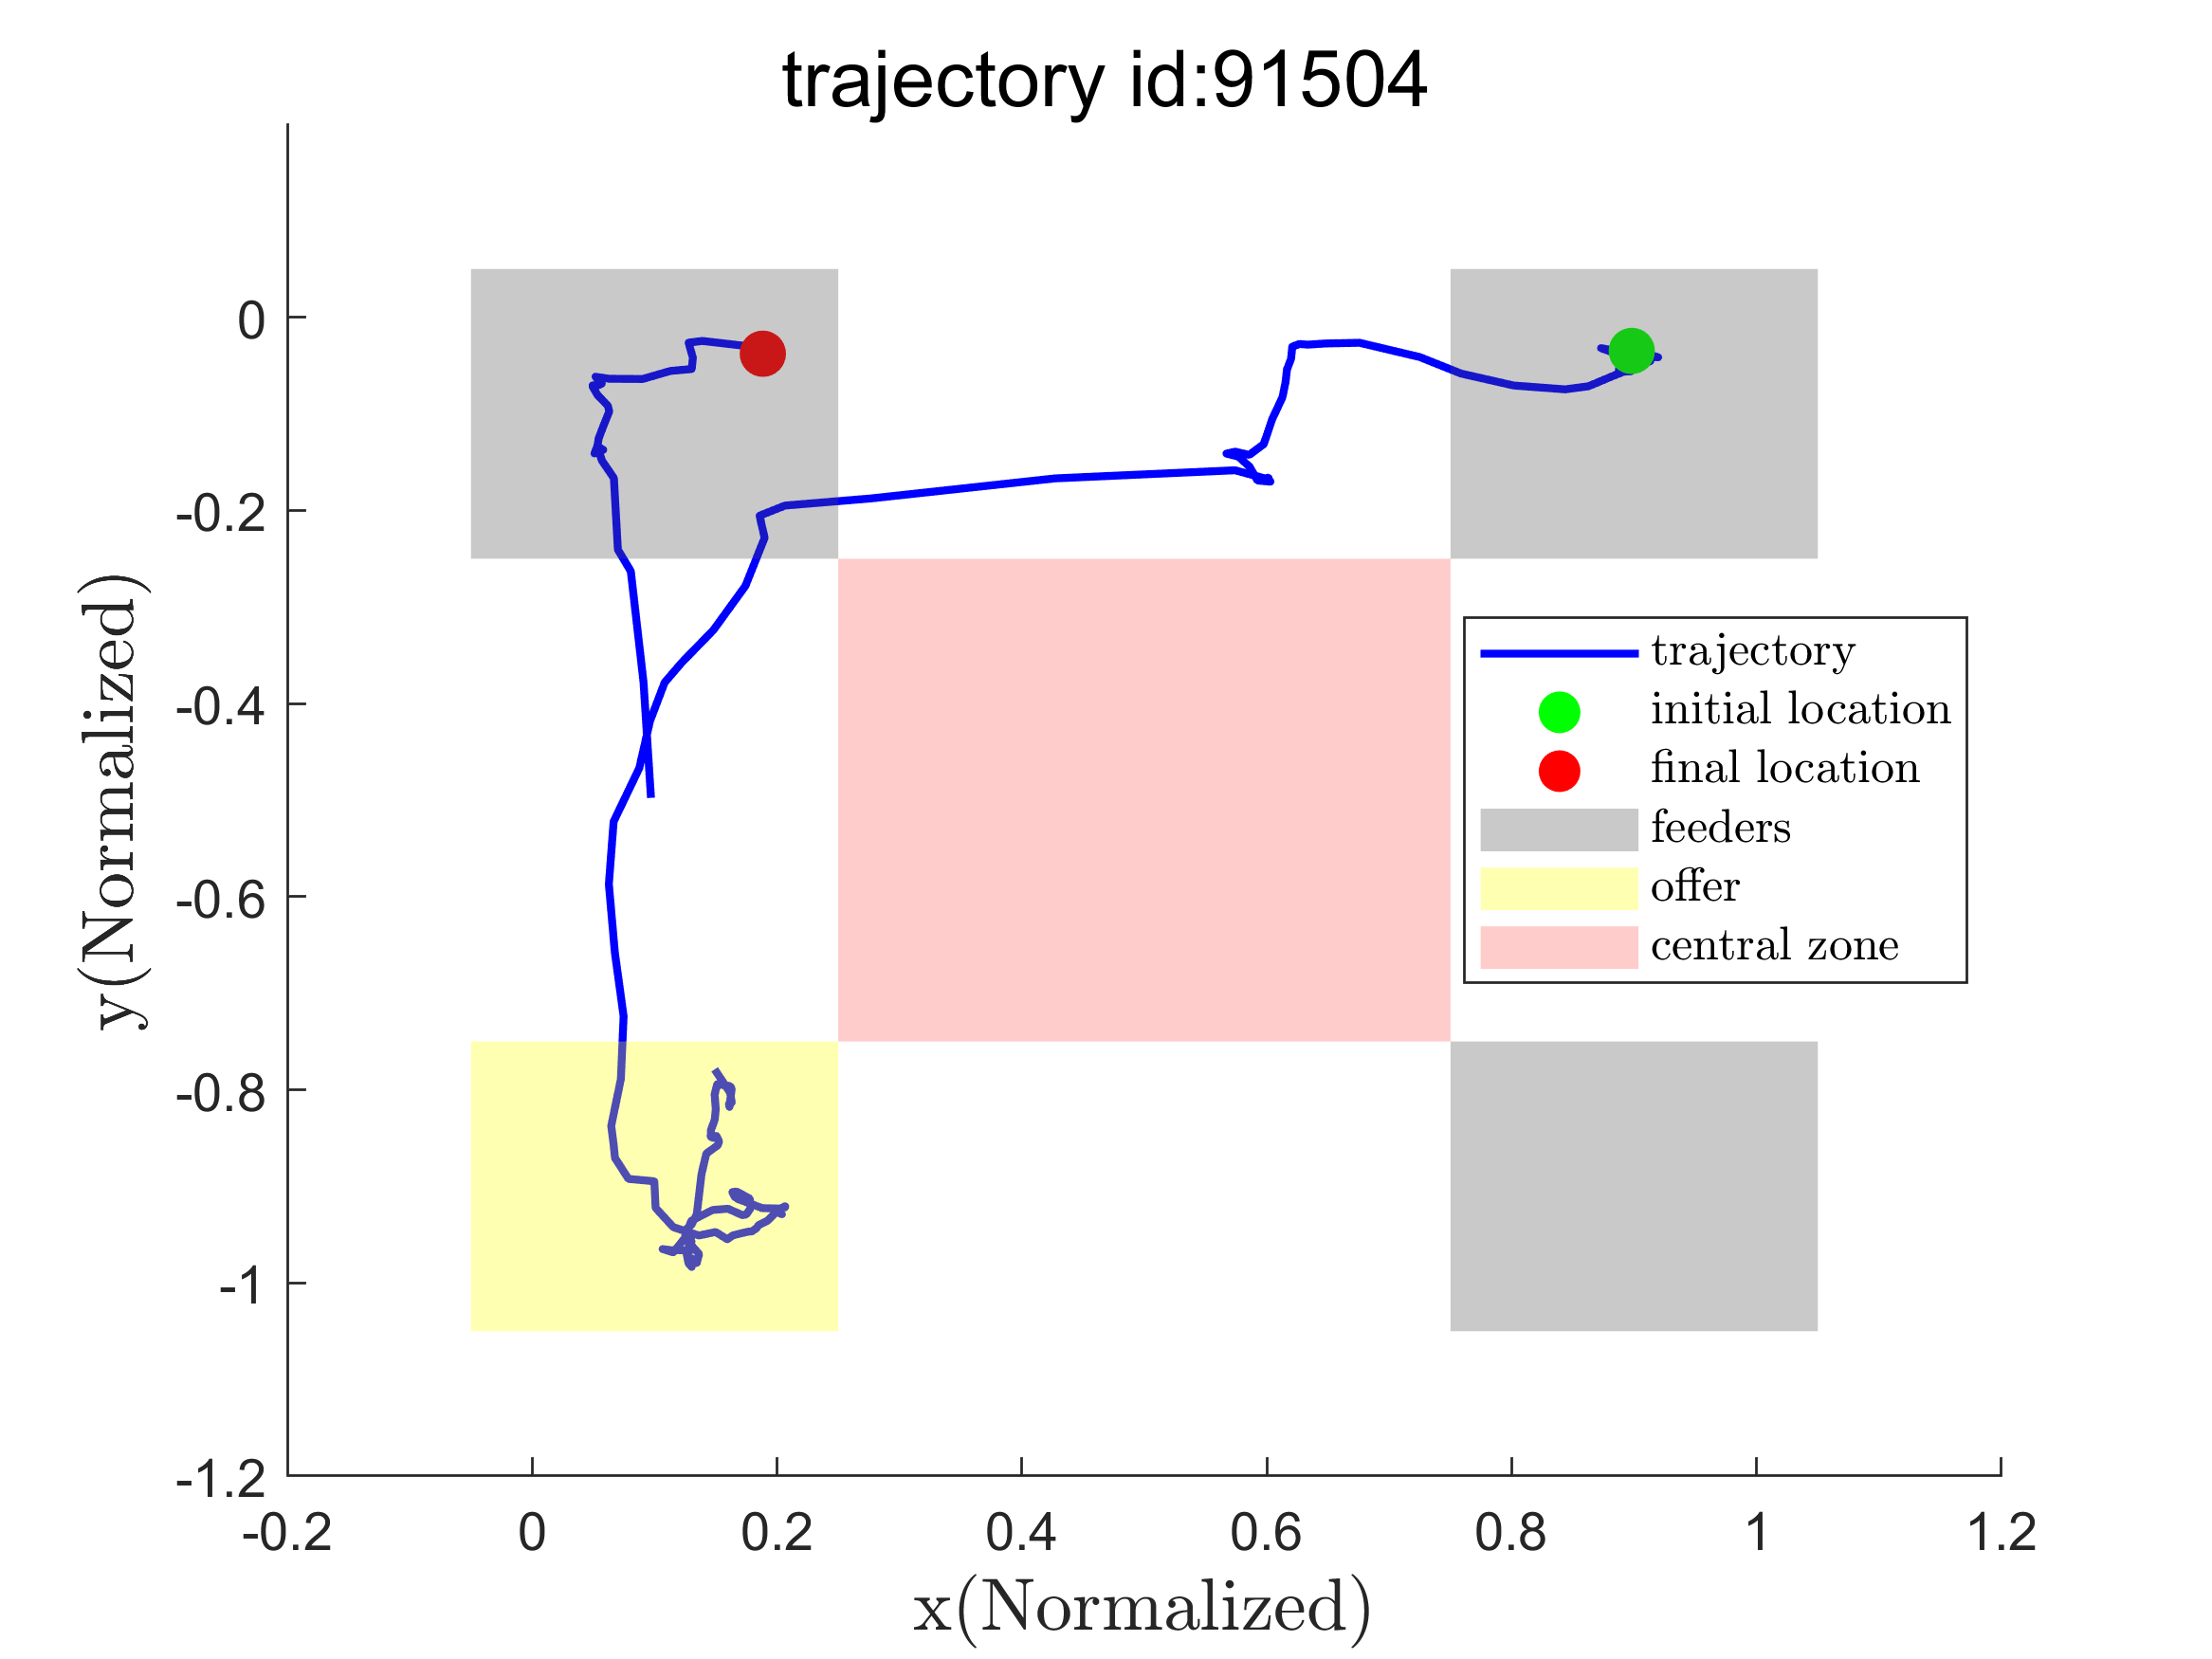 trajectory id:91504
y(Normalized)
0
-0.2
-0.4
-0.6
-0.8
-1
-1.2
trajectory
initial location
final location
feeders
offer
central zone
-0.2 0 0.2 0.4 0.6 0.8 1 1.2
x(Normalized)